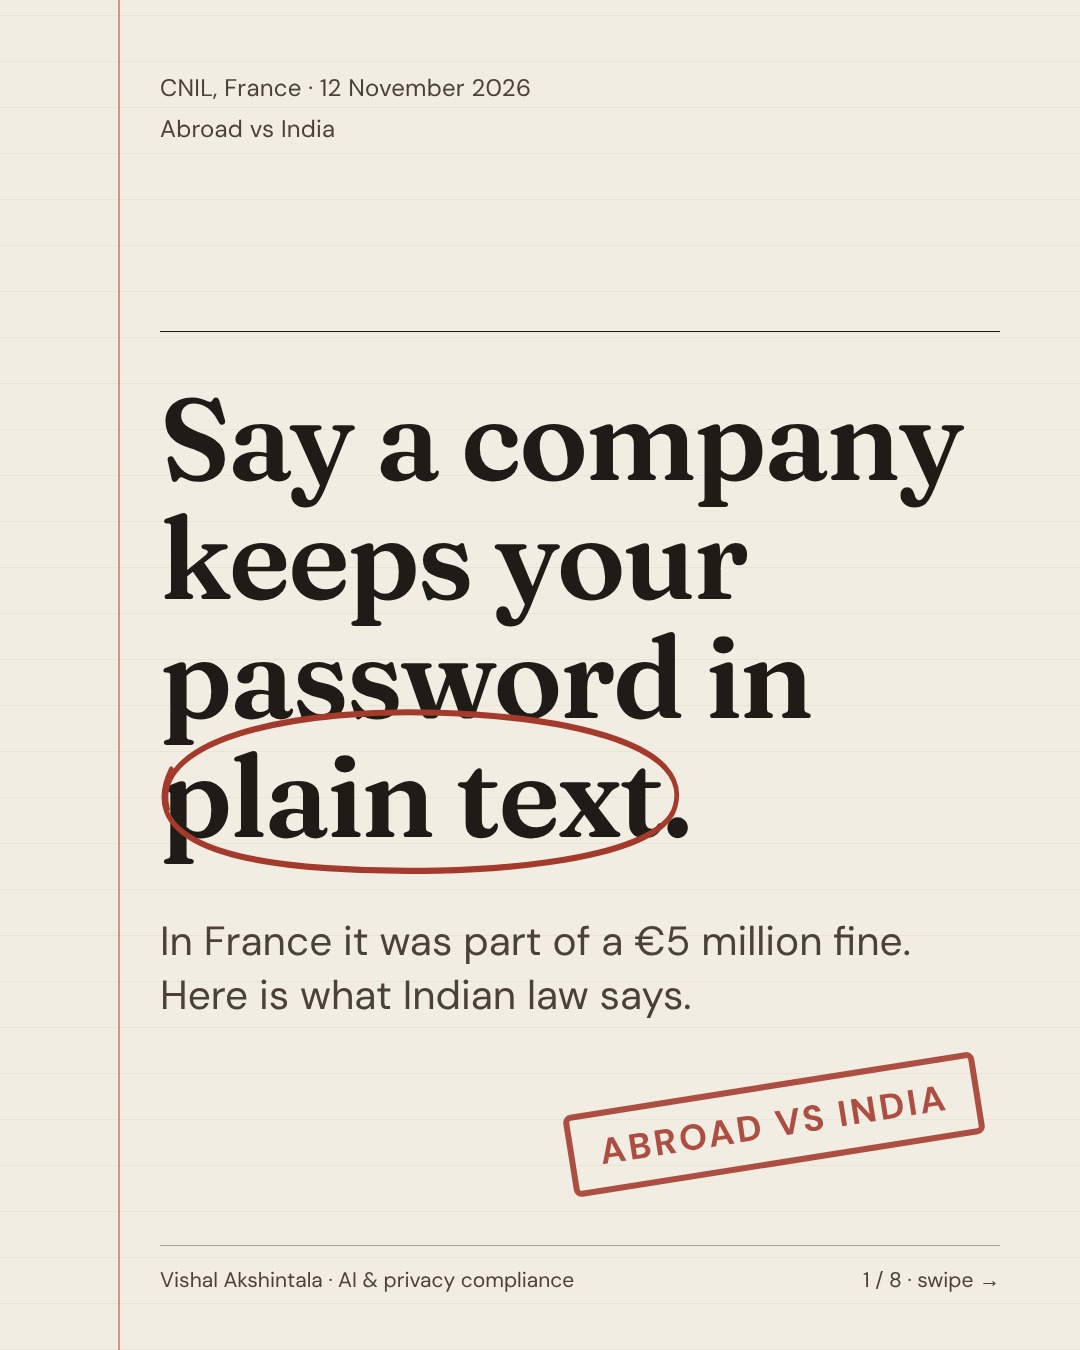 CNIL, France · 12 November 2026
Abroad vs India
Say a company
keeps your
password in
plain text.
In France it was part of a €5 million fine.
Here is what Indian law says.
ABROAD VS INDIA
Vishal Akshintala · AI & privacy compliance
1 / 8 · swipe →